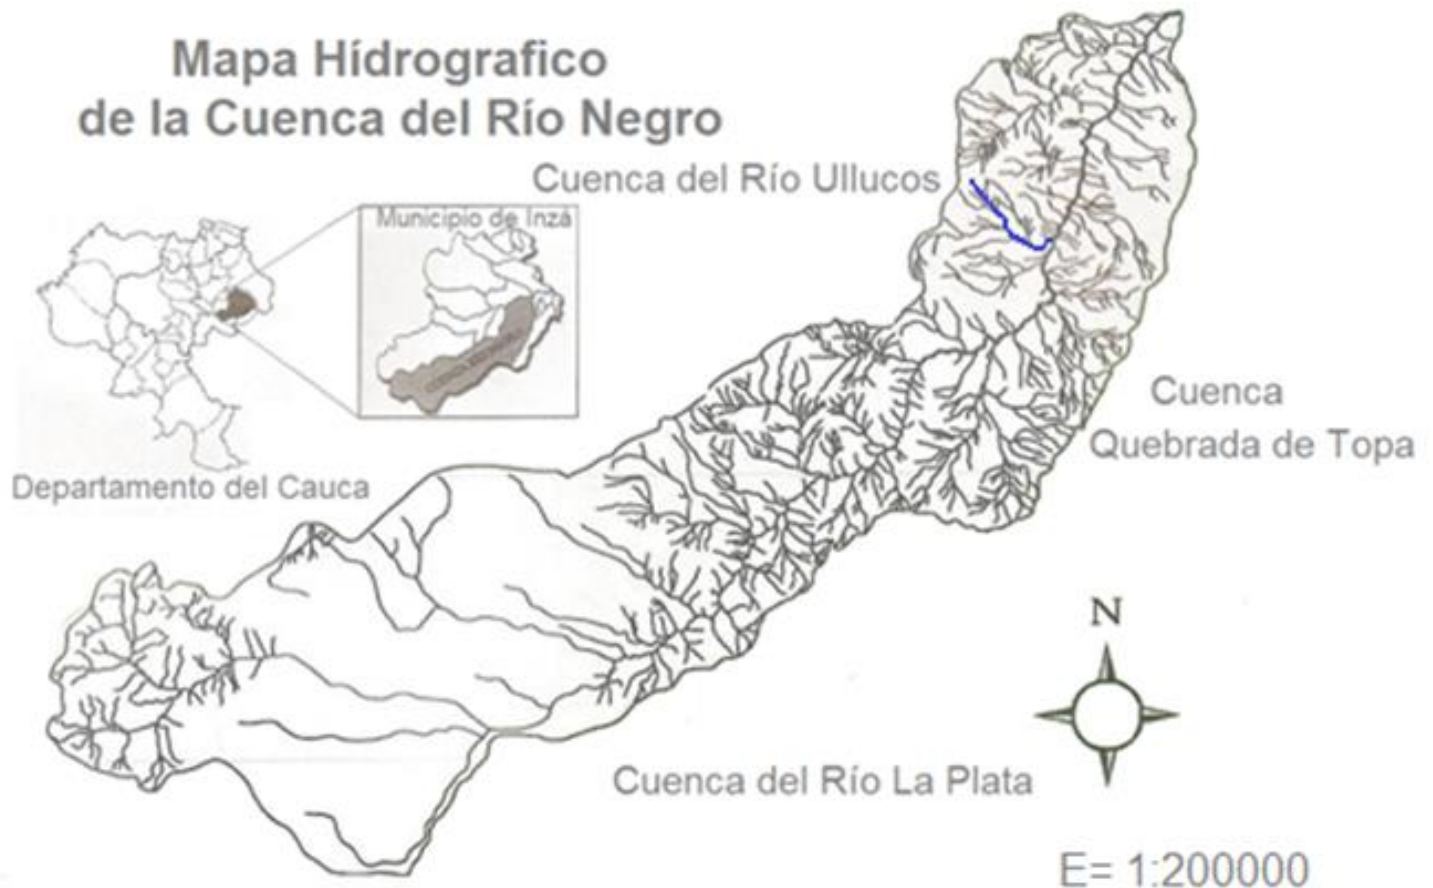 Mapa Hídrografico
de la Cuenca del Río Negro
Cuenca del Río Ullucos
Municipio de Inzá
Departamento del Cauca
Cuenca
Quebrada de Topa
N
Cuenca del Río La Plata
E= 1:200000